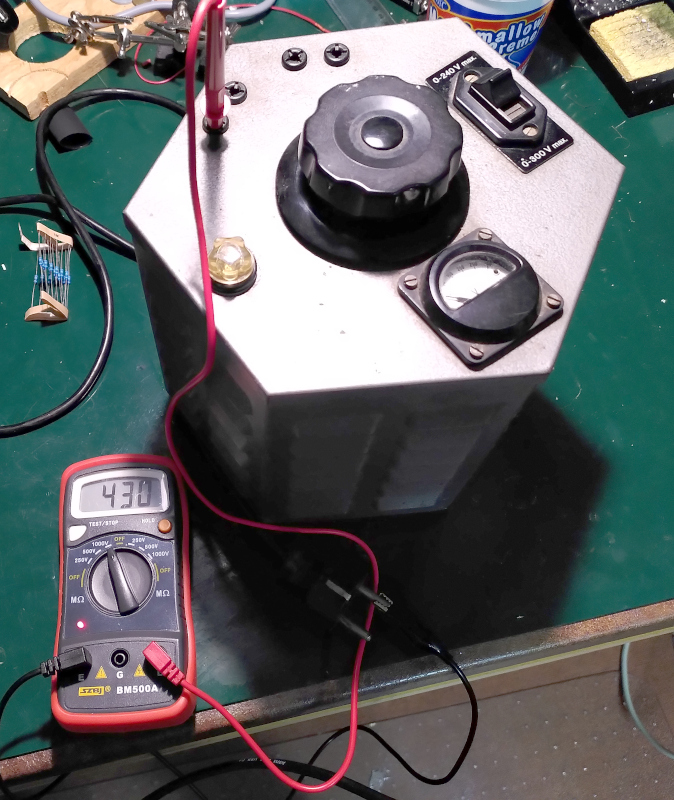 mallow
creme
0-240 V max.
0-300 V max.
430
TEST/STOP
HOLD
OFF
1000V
250V
500V
500V
250V
1000V
OFF
OFF
MΩ
MΩ
E
G
SZBJ®
BM500A